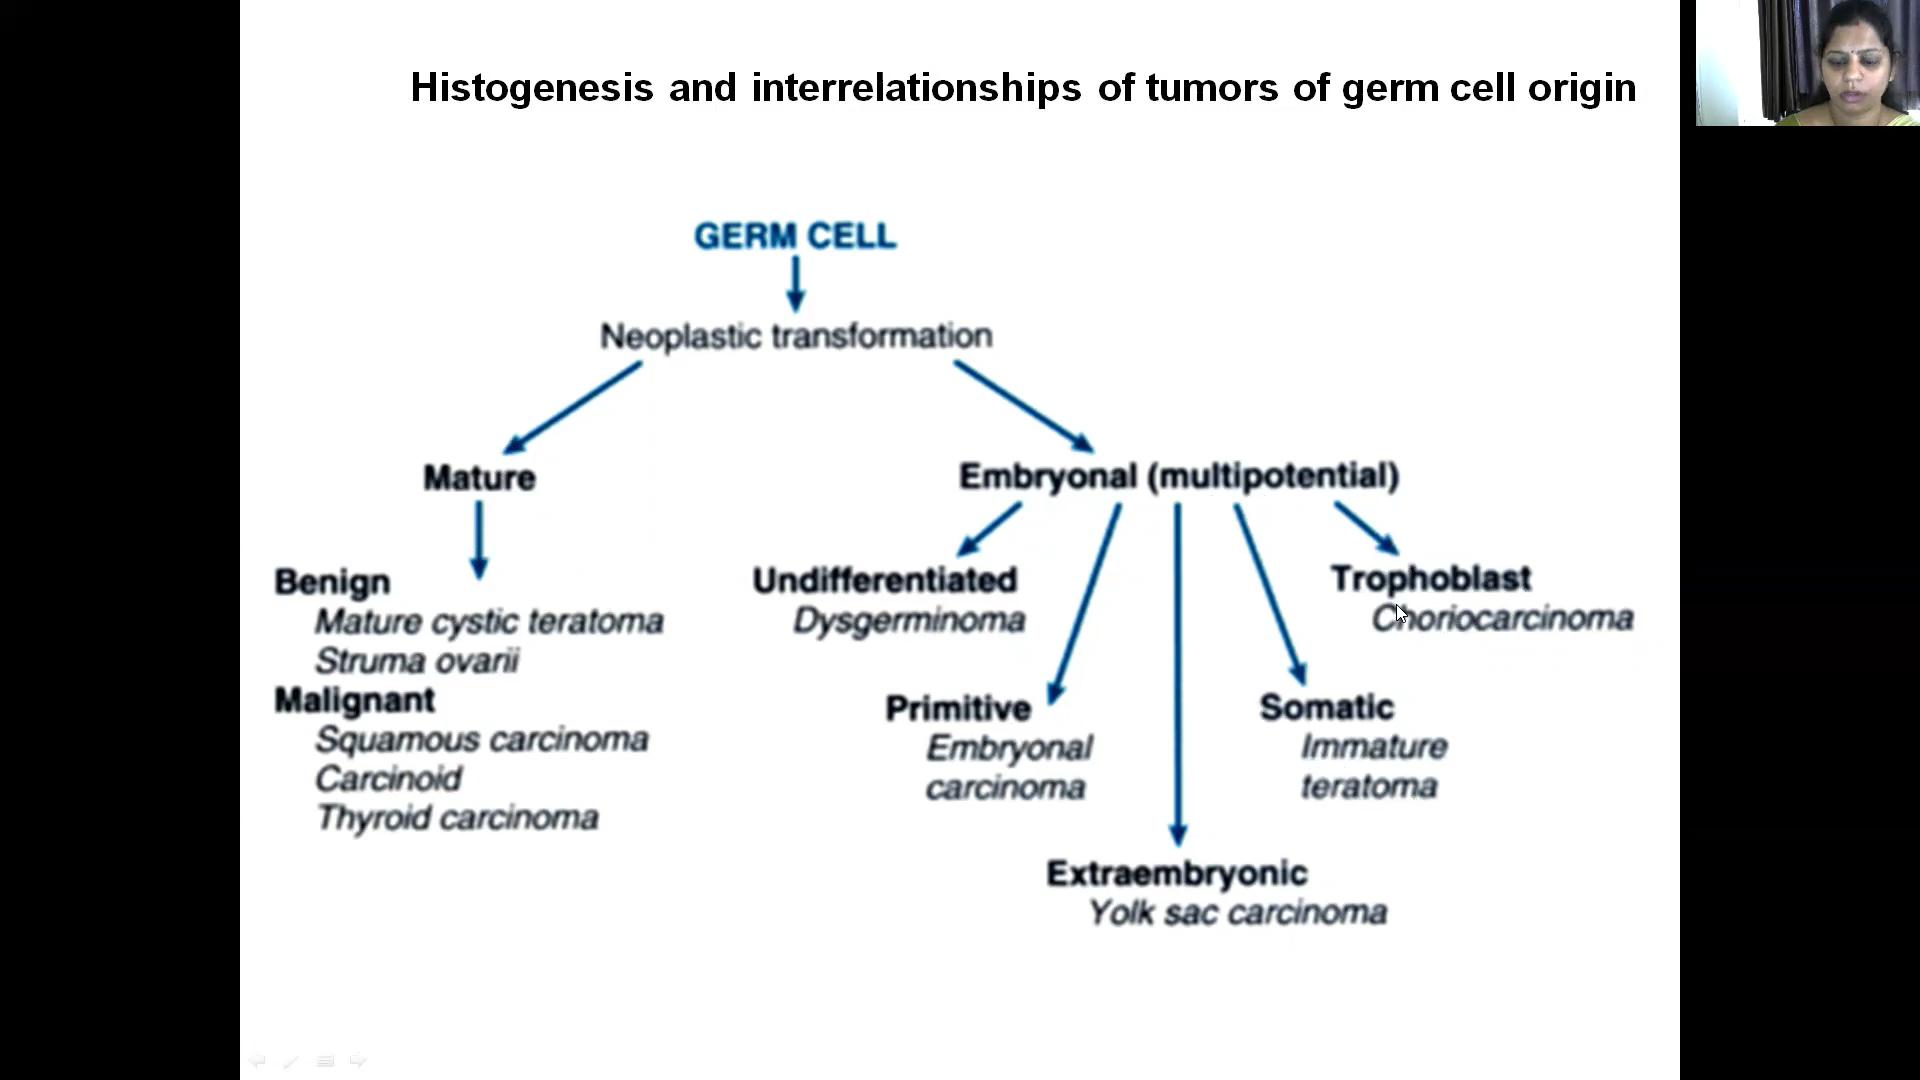 Histogenesis and interrelationships of tumors of germ cell origin
GERM CELL
Neoplastic transformation
Mature
Embryonal (multipotential)
Benign
Mature cystic teratoma
Struma ovarii
Malignant
Squamous carcinoma
Carcinoid
Thyroid carcinoma
Undifferentiated
Dysgerminoma
Trophoblast
Choriocarcinoma
Primitive
Embryonal
carcinoma
Somatic
Immature
teratoma
Extraembryonic
Yolk sac carcinoma